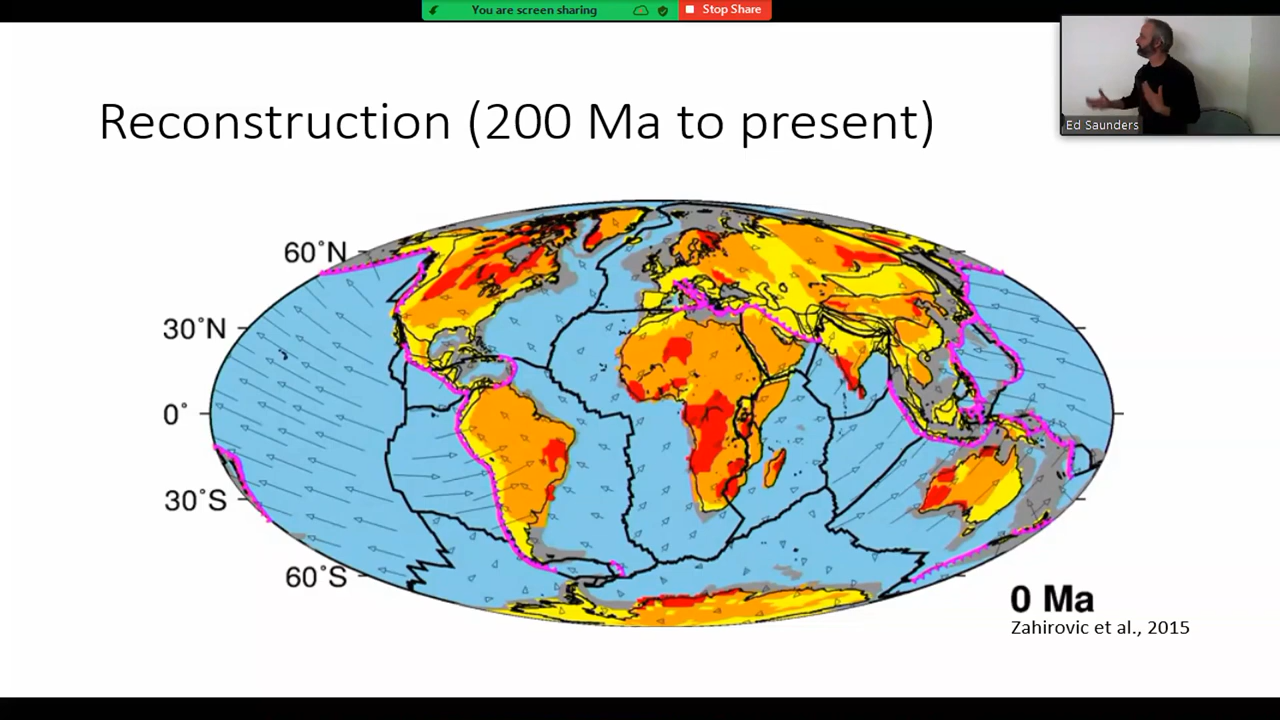 You are screen sharing
Stop Share
Ed Saunders
Reconstruction (200 Ma to present)
60°N
30°N
0°
30°S
60°S
0 Ma
Zahirovic et al., 2015